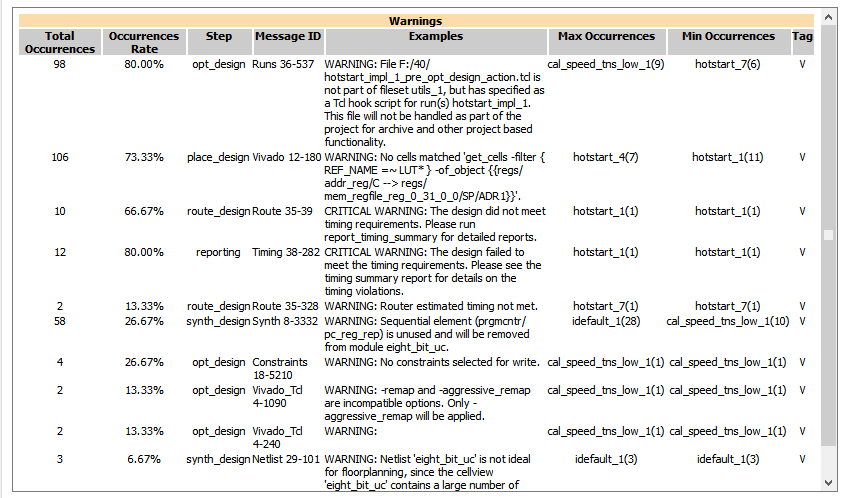 Warnings
Total Occurrences Occurrences Rate Step Message ID Examples Max Occurrences Min Occurrences Tag
98 80.00% opt_design Runs 36-537 WARNING: File F:/40/ cal_speed_tns_low_1(9) hotstart_7(6) V
hotstart_impl_1_pre_opt_design_action.tcl is
not part of fileset utils_1, but has specified as
a Tcl hook script for run(s) hotstart_impl_1.
This file will not be handled as part of the
project for archive and other project based
functionality.
106 73.33% place_design Vivado 12-180 WARNING: No cells matched 'get_cells -filter { hotstart_4(7) hotstart_1(11) V
REF_NAME =~ LUT* } -of_object {{regs/
addr_reg/C --> regs/
mem_regfile_reg_0_31_0_0/SP/ADR1}}'.
10 66.67% route_design Route 35-39 CRITICAL WARNING: The design did not meet hotstart_1(1) hotstart_1(1) V
timing requirements. Please run
report_timing_summary for detailed reports.
12 80.00% reporting Timing 38-282 CRITICAL WARNING: The design failed to hotstart_1(1) hotstart_1(1) V
meet the timing requirements. Please see the
timing summary report for details on the
timing violations.
2 13.33% route_design Route 35-328 WARNING: Router estimated timing not met. hotstart_7(1) hotstart_7(1) V
58 26.67% synth_design Synth 8-3332 WARNING: Sequential element (prgmcntr/ idefault_1(28) cal_speed_tns_low_1(10) V
pc_reg_rep) is unused and will be removed
from module eight_bit_uc.
4 26.67% opt_design Constraints WARNING: No constraints selected for write. cal_speed_tns_low_1(1) cal_speed_tns_low_1(1) V
18-5210
2 13.33% opt_design Vivado_Tcl WARNING: -remap and -aggressive_remap cal_speed_tns_low_1(1) cal_speed_tns_low_1(1) V
4-1090 are incompatible options. Only -
aggressive_remap will be applied.
2 13.33% opt_design Vivado_Tcl WARNING: cal_speed_tns_low_1(1) cal_speed_tns_low_1(1) V
4-240
3 6.67% synth_design Netlist 29-101 WARNING: Netlist 'eight_bit_uc' is not ideal idefault_1(3) idefault_1(3) V
for floorplanning, since the cellview
'eight_bit_uc' contains a large number of